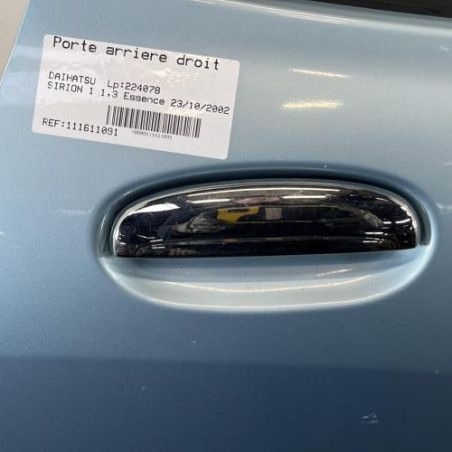 Porte arriere droit
DAIHATSU Lp:224078
SIRION 1 1,3 Essence 23/10/2002
REF:111611091